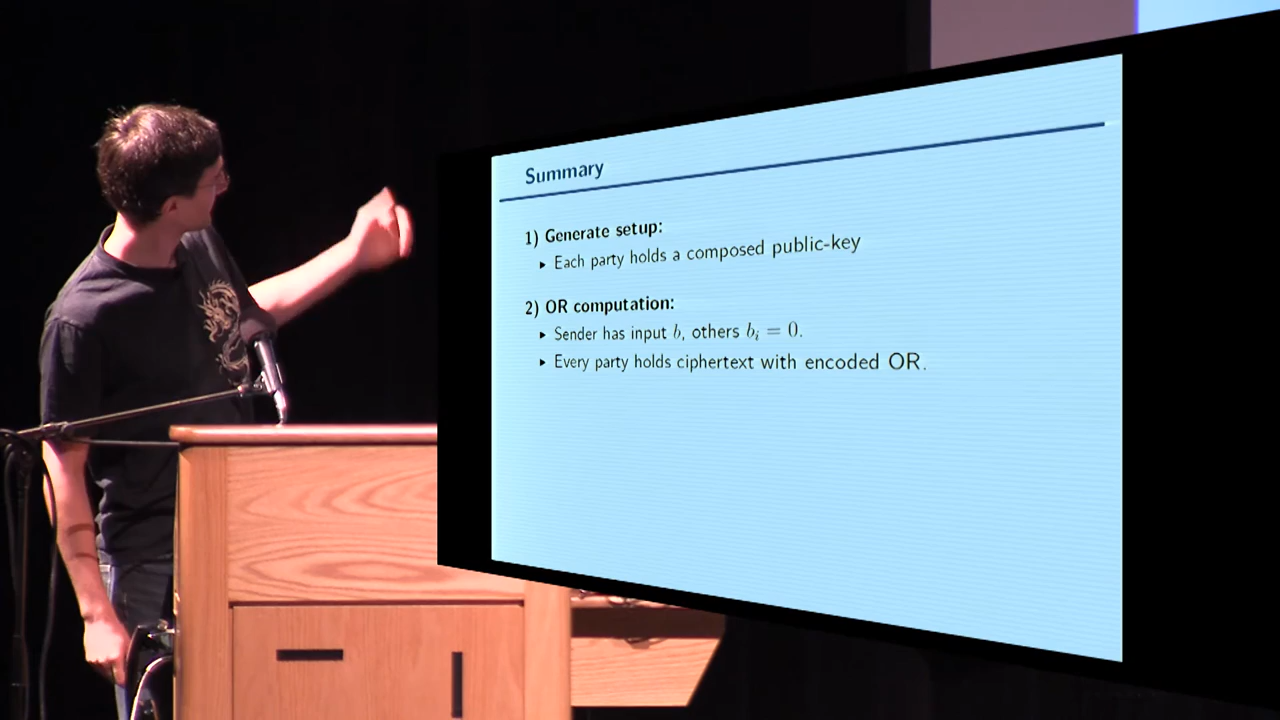 Summary
1) Generate setup:
▸ Each party holds a composed public-key
2) OR computation:
▸ Sender has input b, others b_i = 0.
▸ Every party holds ciphertext with encoded OR.